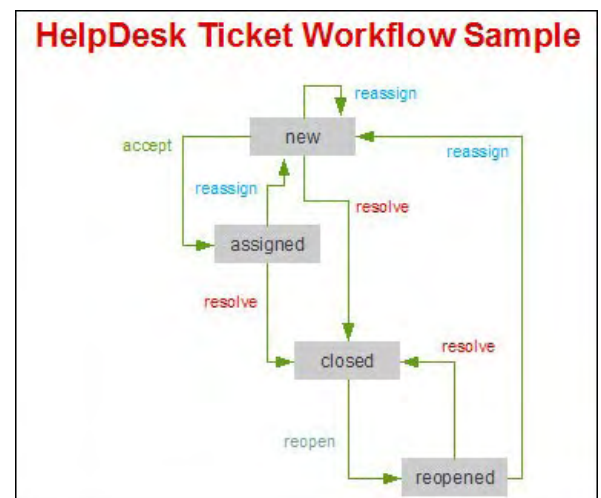 HelpDesk Ticket Workflow Sample
reassign
new
accept
reassign
reassign
resolve
assigned
resolve
resolve
closed
reopen
reopened